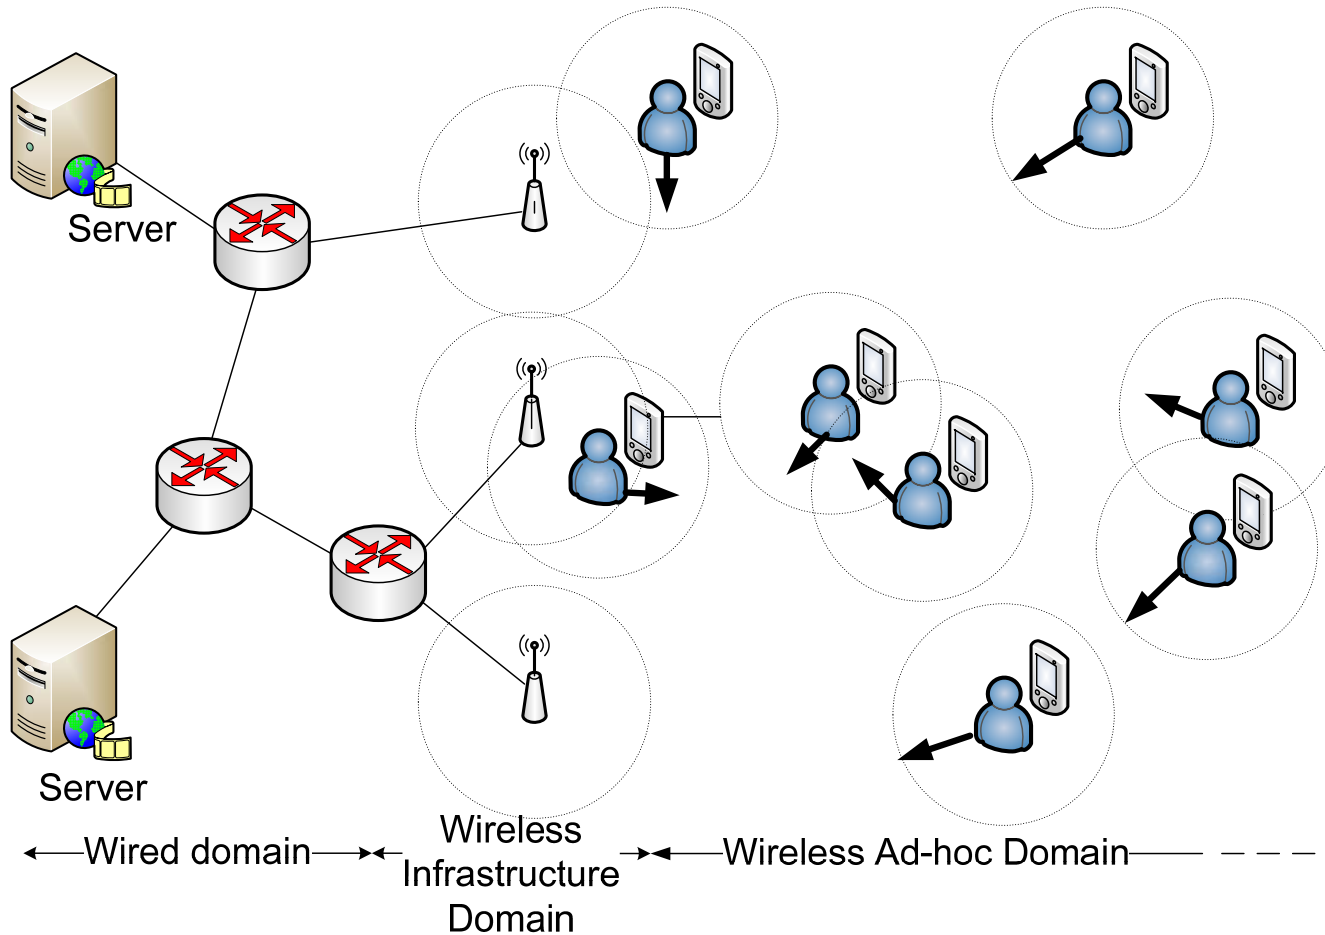 Server
Server
Wired domain
Wireless
Infrastructure
Domain
Wireless Ad-hoc Domain